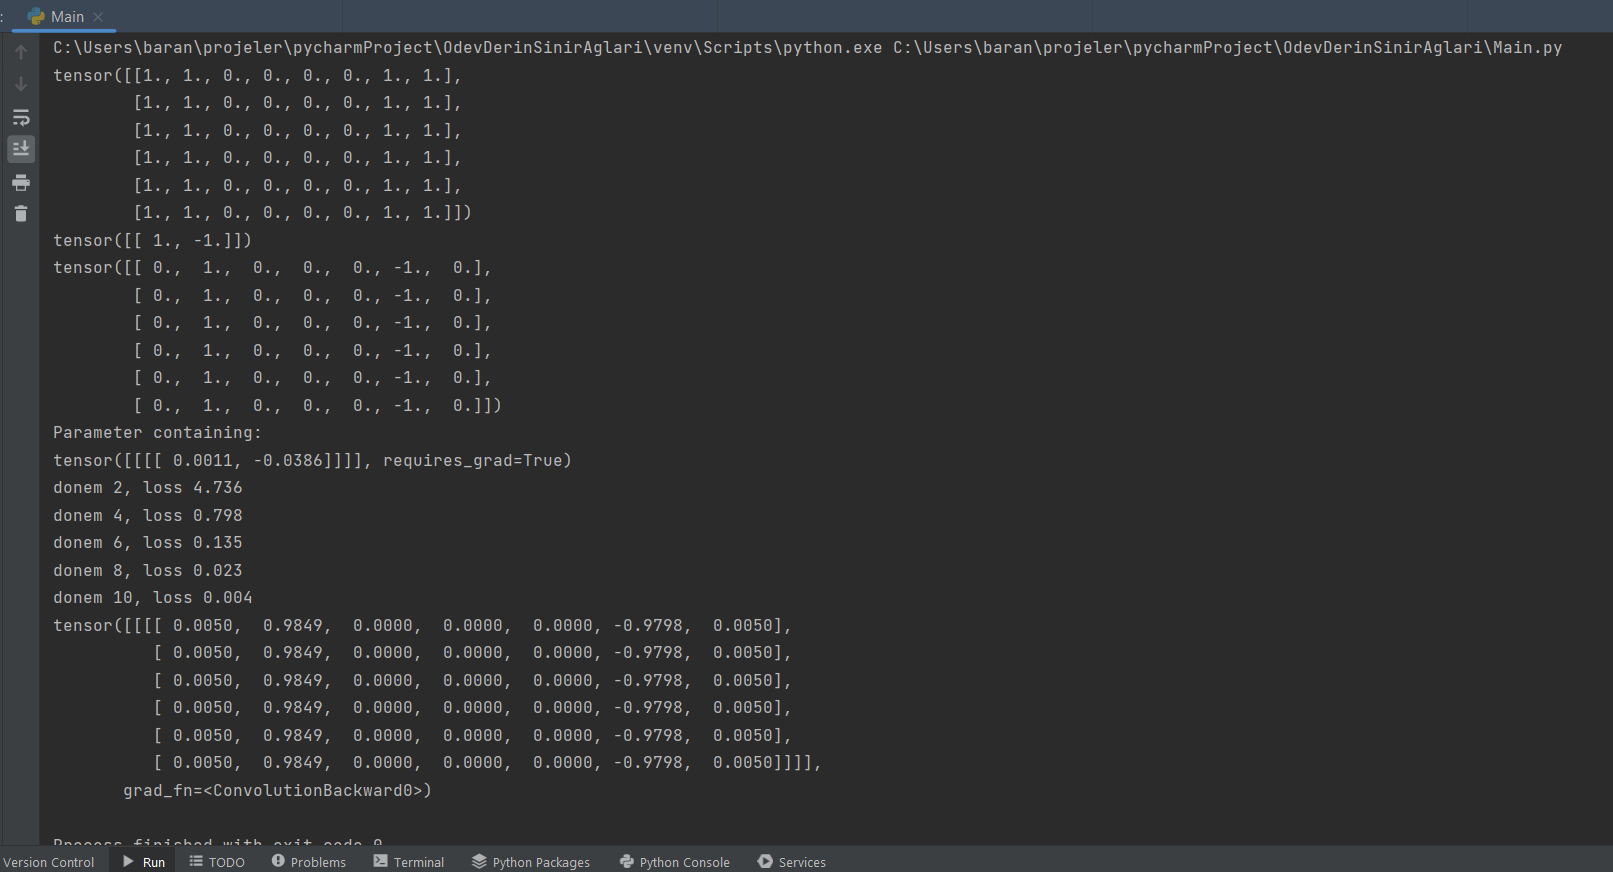 :
Main
C:\Users\baran\projeler\pycharmProject\OdevDerinSinirAglari\venv\Scripts\python.exe C:\Users\baran\projeler\pycharmProject\OdevDerinSinirAglari\Main.py
tensor([[1., 1., 0., 0., 0., 0., 1., 1.],
        [1., 1., 0., 0., 0., 0., 1., 1.],
        [1., 1., 0., 0., 0., 0., 1., 1.],
        [1., 1., 0., 0., 0., 0., 1., 1.],
        [1., 1., 0., 0., 0., 0., 1., 1.],
        [1., 1., 0., 0., 0., 0., 1., 1.]])
tensor([[ 1., -1.]])
tensor([[ 0.,  1.,  0.,  0.,  0., -1.,  0.],
        [ 0.,  1.,  0.,  0.,  0., -1.,  0.],
        [ 0.,  1.,  0.,  0.,  0., -1.,  0.],
        [ 0.,  1.,  0.,  0.,  0., -1.,  0.],
        [ 0.,  1.,  0.,  0.,  0., -1.,  0.],
        [ 0.,  1.,  0.,  0.,  0., -1.,  0.]])
Parameter containing:
tensor([[[[ 0.0011, -0.0386]]]], requires_grad=True)
donem 2, loss 4.736
donem 4, loss 0.798
donem 6, loss 0.135
donem 8, loss 0.023
donem 10, loss 0.004
tensor([[[[ 0.0050,  0.9849,  0.0000,  0.0000,  0.0000, -0.9798,  0.0050],
          [ 0.0050,  0.9849,  0.0000,  0.0000,  0.0000, -0.9798,  0.0050],
          [ 0.0050,  0.9849,  0.0000,  0.0000,  0.0000, -0.9798,  0.0050],
          [ 0.0050,  0.9849,  0.0000,  0.0000,  0.0000, -0.9798,  0.0050],
          [ 0.0050,  0.9849,  0.0000,  0.0000,  0.0000, -0.9798,  0.0050],
          [ 0.0050,  0.9849,  0.0000,  0.0000,  0.0000, -0.9798,  0.0050]]]],
       grad_fn=<ConvolutionBackward0>)
Process finished with exit code 0
Version Control Run TODO Problems Terminal Python Packages Python Console Services